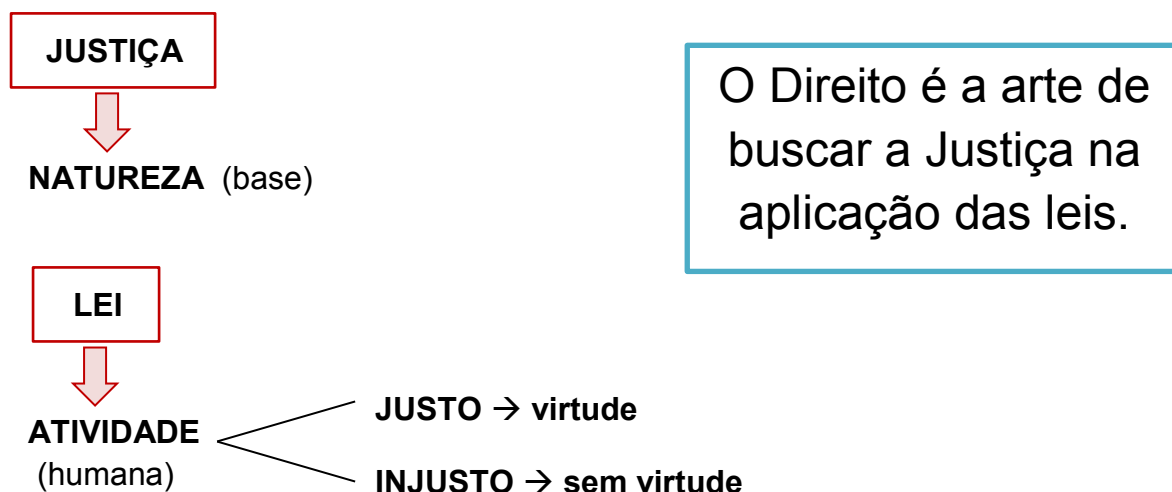 JUSTIÇA
NATUREZA (base)
O Direito é a arte de
buscar a Justiça na
aplicação das leis.
LEI
ATIVIDADE
(humana)
JUSTO → virtude
INJUSTO → sem virtude